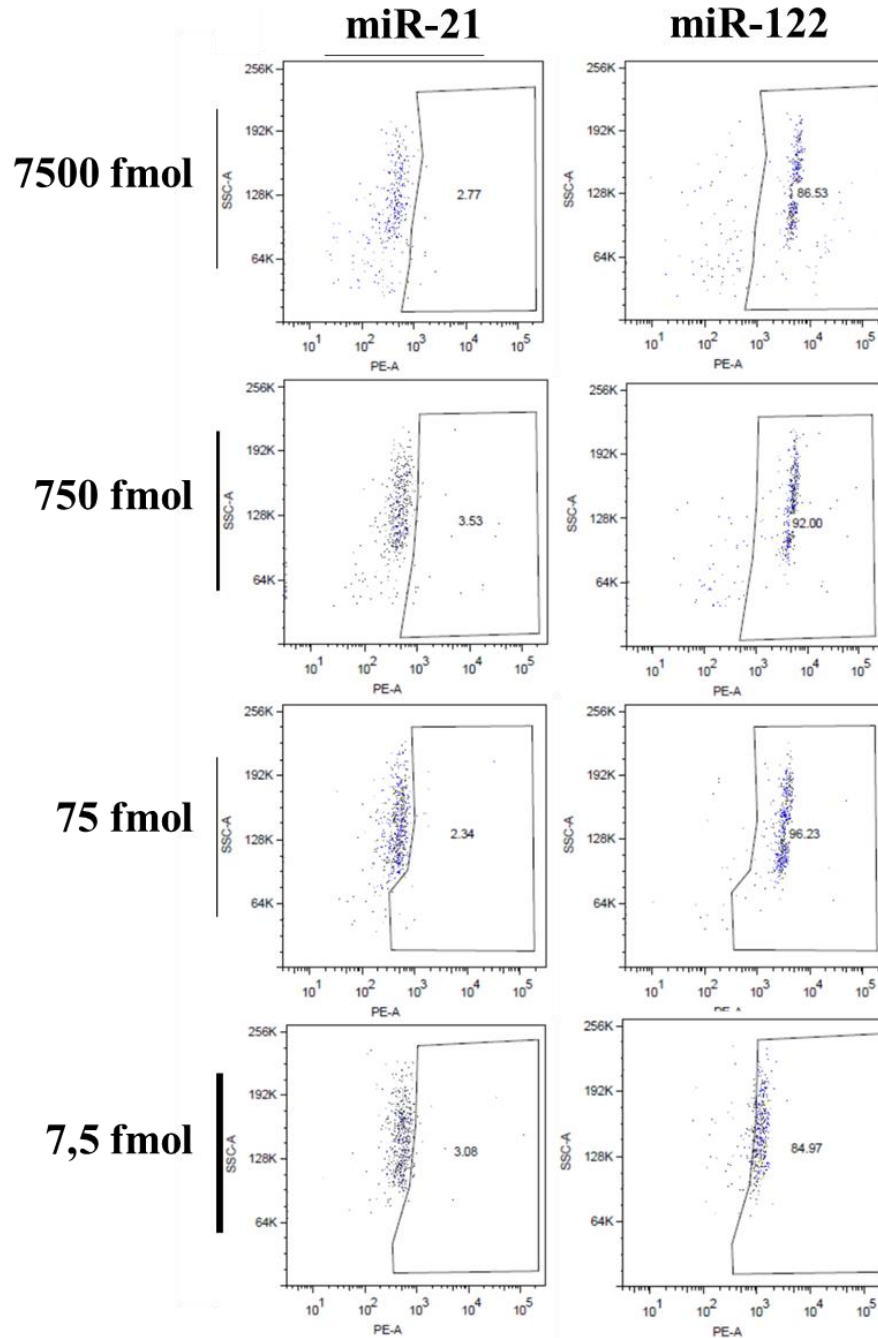 miR-21 miR-122
7500 fmol
256K
192K
128K
64K
SSC-A
2.77
10¹ 10² 10³ 10⁴ 10⁵
PE-A
256K
192K
128K
64K
SSC-A
86.53
10¹ 10² 10³ 10⁴ 10⁵
PE-A
750 fmol
256K
192K
128K
64K
SSC-A
3.53
10¹ 10² 10³ 10⁴ 10⁵
PE-A
256K
192K
128K
64K
SSC-A
92.00
10¹ 10² 10³ 10⁴ 10⁵
PE-A
75 fmol
256K
192K
128K
64K
SSC-A
2.34
10¹ 10² 10³ 10⁴ 10⁵
PE-A
256K
192K
128K
64K
SSC-A
96.23
10¹ 10² 10³ 10⁴ 10⁵
PE-A
7,5 fmol
256K
192K
128K
64K
SSC-A
3.08
10¹ 10² 10³ 10⁴ 10⁵
PE-A
256K
192K
128K
64K
SSC-A
84.97
10¹ 10² 10³ 10⁴ 10⁵
PE-A